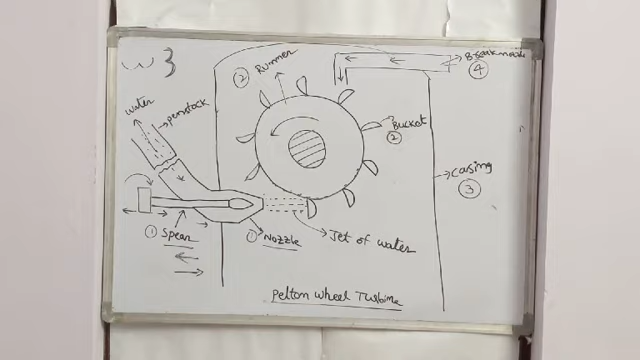 3
② Runner
Break nozzle
④
water
penstock
Bucket
②
casing
③
① Spear
① Nozzle
Jet of water
Pelton Wheel Turbine